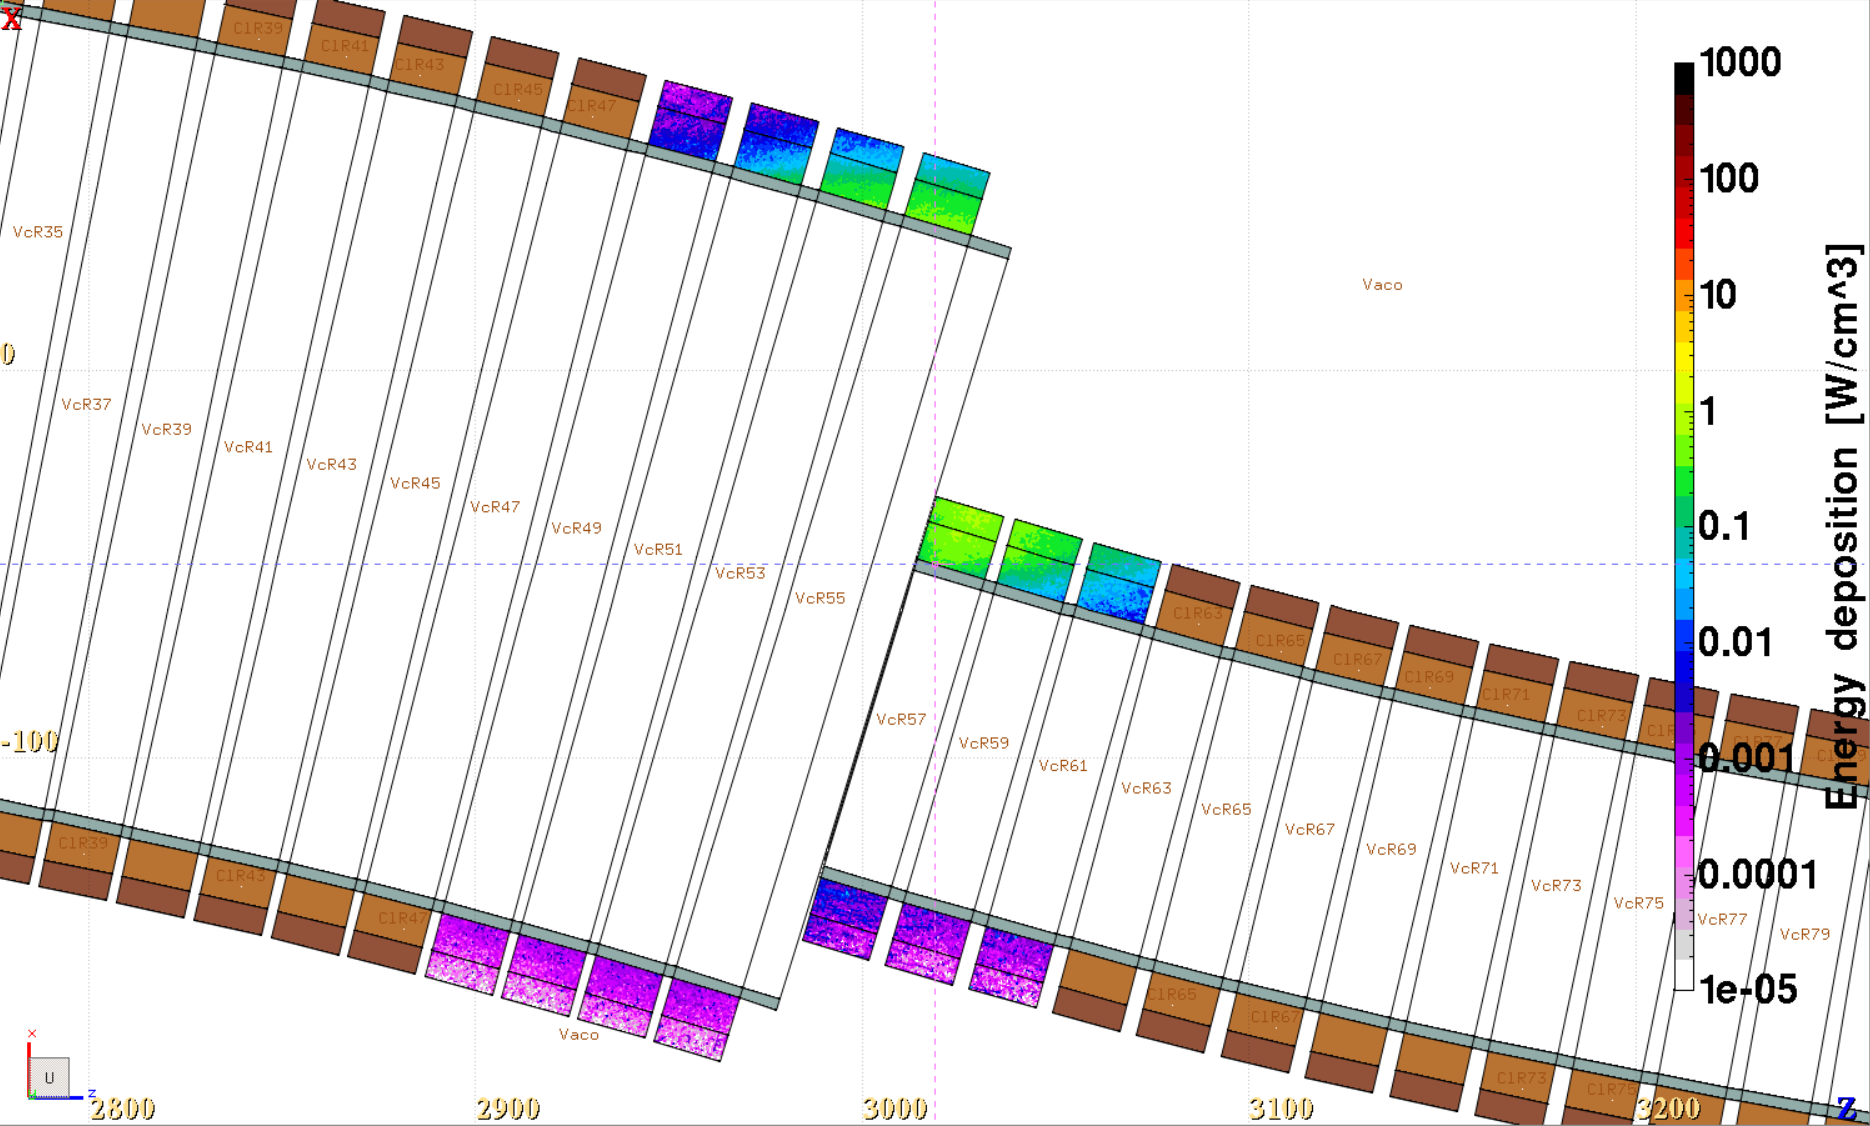 X
C1R39
C1R41
C1R43
C1R45
C1R47
1000
100
10
1
0.1
0.01
0.001
0.0001
1e-05
Energy deposition [W/cm^3]
Vaco
0
-100
VcR35
VcR37
VcR39
VcR41
VcR43
VcR45
VcR47
VcR49
VcR51
VcR53
VcR55
VcR57
VcR59
VcR61
VcR63
VcR65
VcR67
VcR69
VcR71
VcR73
VcR75
VcR77
VcR79
C1R63
C1R65
C1R67
C1R69
C1R71
C1R73
C1R77
C1R39
C1R43
C1R47
C1R65
C1R67
C1R73
C1R75
Vaco
x
U
z
2800
2900
3000
3100
3200
Z